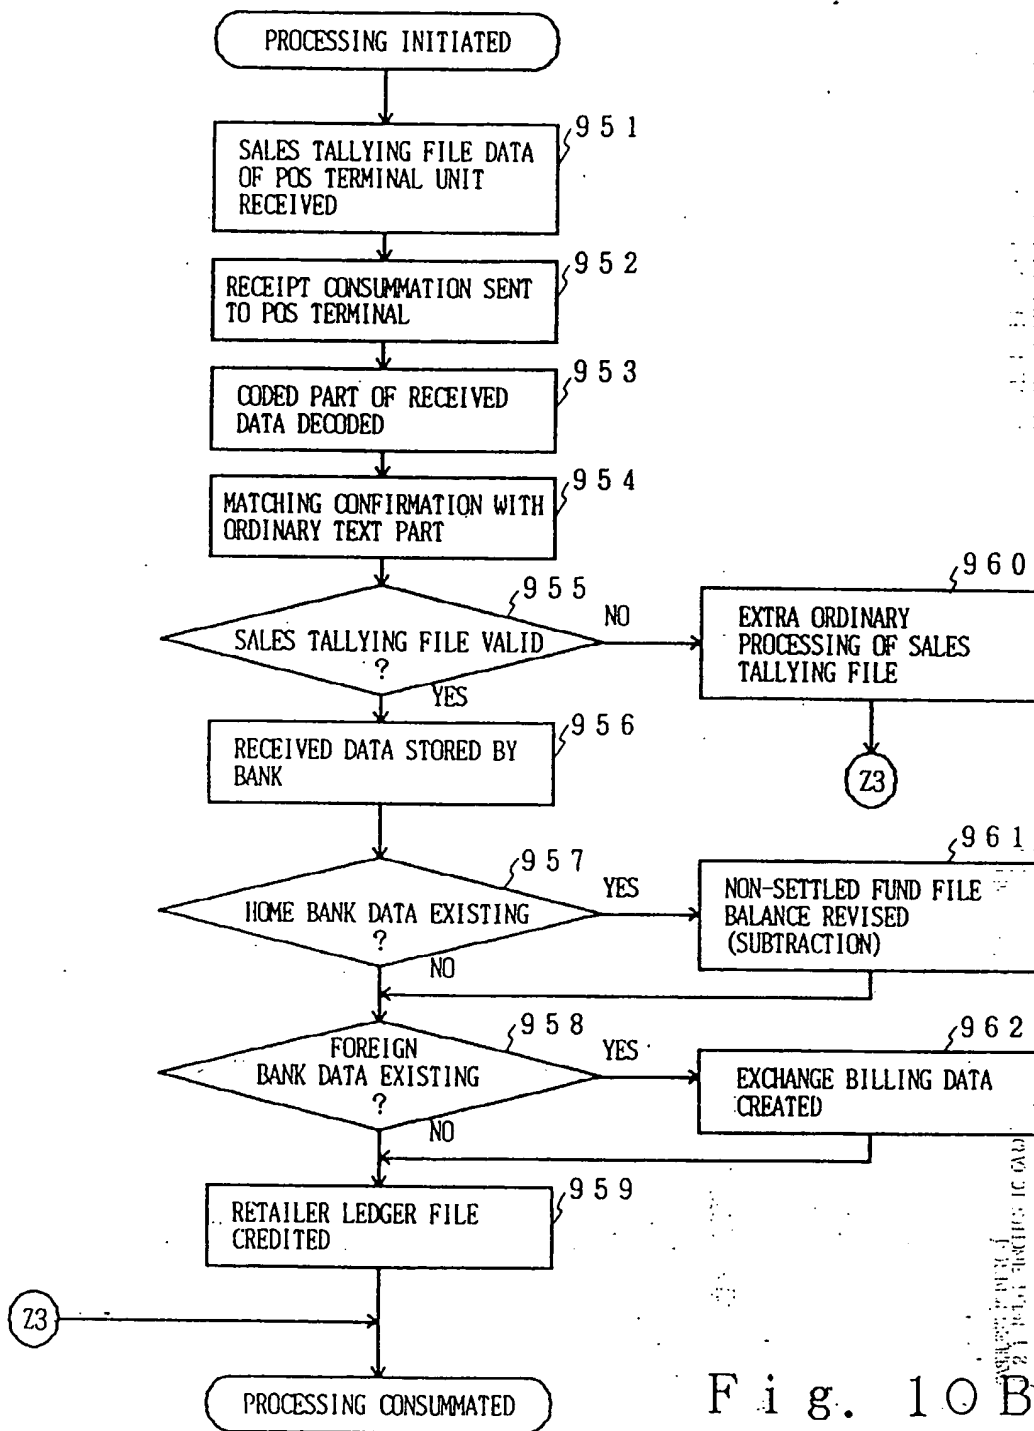 PROCESSING INITIATED
951
SALES TALLYING FILE DATA
OF POS TERMINAL UNIT
RECEIVED
952
RECEIPT CONSUMMATION SENT
TO POS TERMINAL
953
CODED PART OF RECEIVED
DATA DECODED
954
MATCHING CONFIRMATION WITH
ORDINARY TEXT PART
955
SALES TALLYING FILE VALID
?
NO
YES
960
EXTRA ORDINARY
PROCESSING OF SALES
TALLYING FILE
Z3
956
RECEIVED DATA STORED BY
BANK
957
HOME BANK DATA EXISTING
?
YES
NO
961
NON-SETTLED FUND FILE
BALANCE REVISED
(SUBTRACTION)
958
FOREIGN
BANK DATA EXISTING
?
YES
NO
962
EXCHANGE BILLING DATA
CREATED
959
RETAILER LEDGER FILE
CREDITED
Z3
PROCESSING CONSUMMATED
Fig. 10B